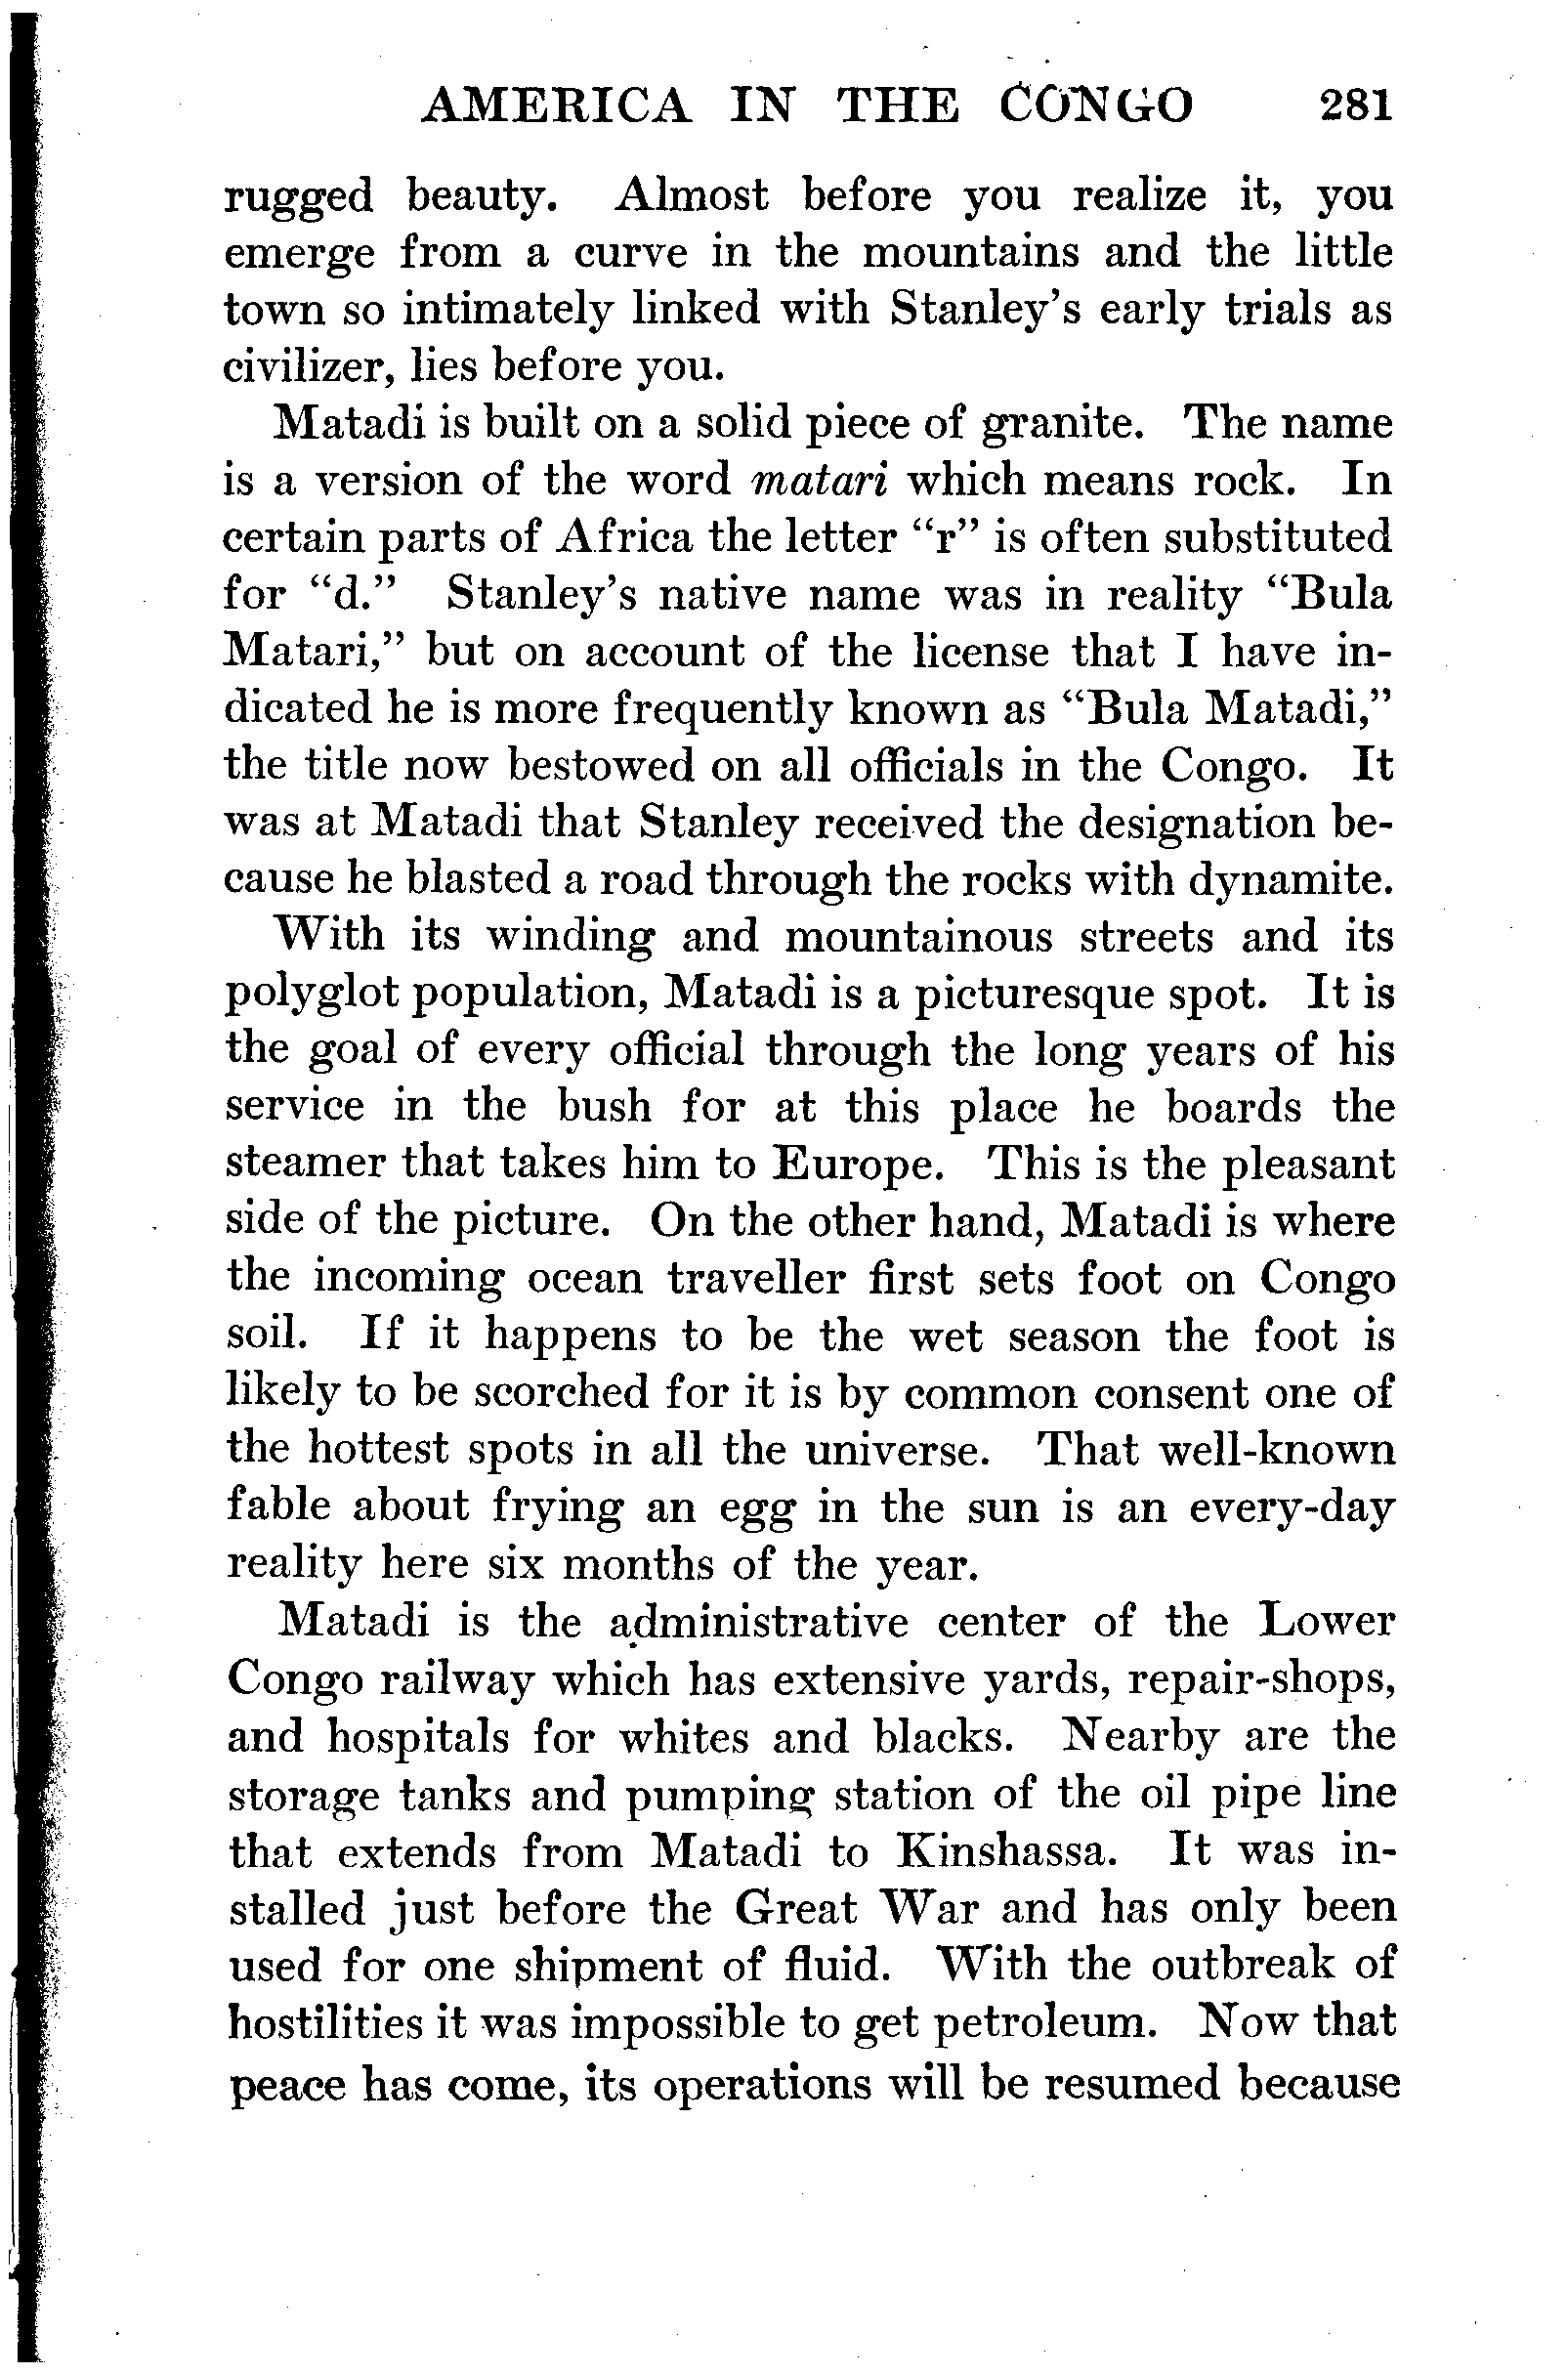 AMERICA IN THE CONGO 281
rugged beauty. Almost before you realize it, you
emerge from a curve in the mountains and the little
town so intimately linked with Stanley's early trials as
civilizer, lies before you.
Matadi is built on a solid piece of granite. The name
is a version of the word matari which means rock. In
certain parts of Africa the letter “r” is often substituted
for “d.” Stanley's native name was in reality “Bula
Matari,” but on account of the license that I have in-
dicated he is more frequently known as “Bula Matadi,”
the title now bestowed on all officials in the Congo. It
was at Matadi that Stanley received the designation be-
cause he blasted a road through the rocks with dynamite.
With its winding and mountainous streets and its
polyglot population, Matadi is a picturesque spot. It is
the goal of every official through the long years of his
service in the bush for at this place he boards the
steamer that takes him to Europe. This is the pleasant
side of the picture. On the other hand, Matadi is where
the incoming ocean traveller first sets foot on Congo
soil. If it happens to be the wet season the foot is
likely to be scorched for it is by common consent one of
the hottest spots in all the universe. That well-known
fable about frying an egg in the sun is an every-day
reality here six months of the year.
Matadi is the administrative center of the Lower
Congo railway which has extensive yards, repair-shops,
and hospitals for whites and blacks. Nearby are the
storage tanks and pumping station of the oil pipe line
that extends from Matadi to Kinshassa. It was in-
stalled just before the Great War and has only been
used for one shipment of fluid. With the outbreak of
hostilities it was impossible to get petroleum. Now that
peace has come, its operations will be resumed because